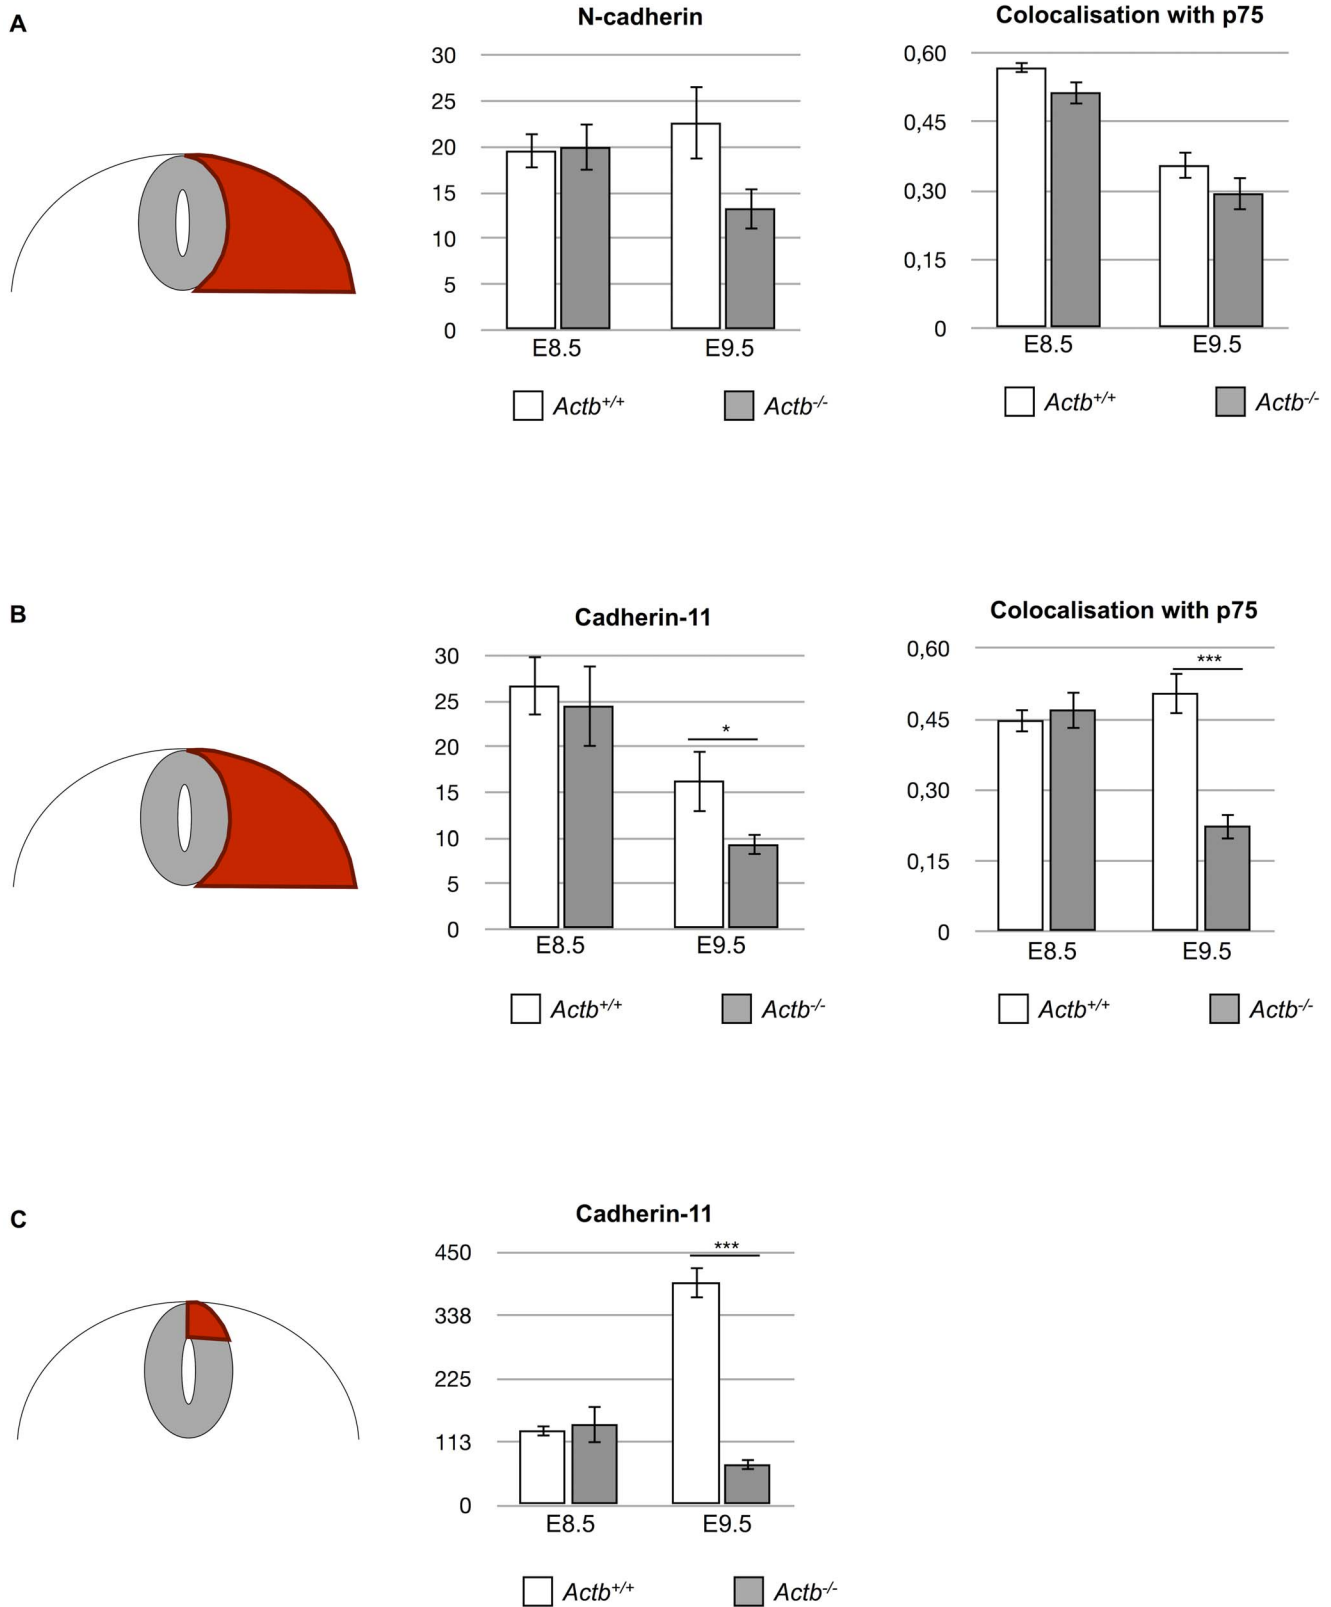 A
N-cadherin
30
25
20
15
10
5
0
E8.5 E9.5
Actb+/+ Actb-/-
Colocalisation with p75
0,60
0,45
0,30
0,15
0
E8.5 E9.5
Actb+/+ Actb-/-
B
Cadherin-11
30
25
20
15
10
5
0
*
E8.5 E9.5
Actb+/+ Actb-/-
Colocalisation with p75
0,60
0,45
0,30
0,15
0
***
E8.5 E9.5
Actb+/+ Actb-/-
C
Cadherin-11
450
338
225
113
0
***
E8.5 E9.5
Actb+/+ Actb-/-